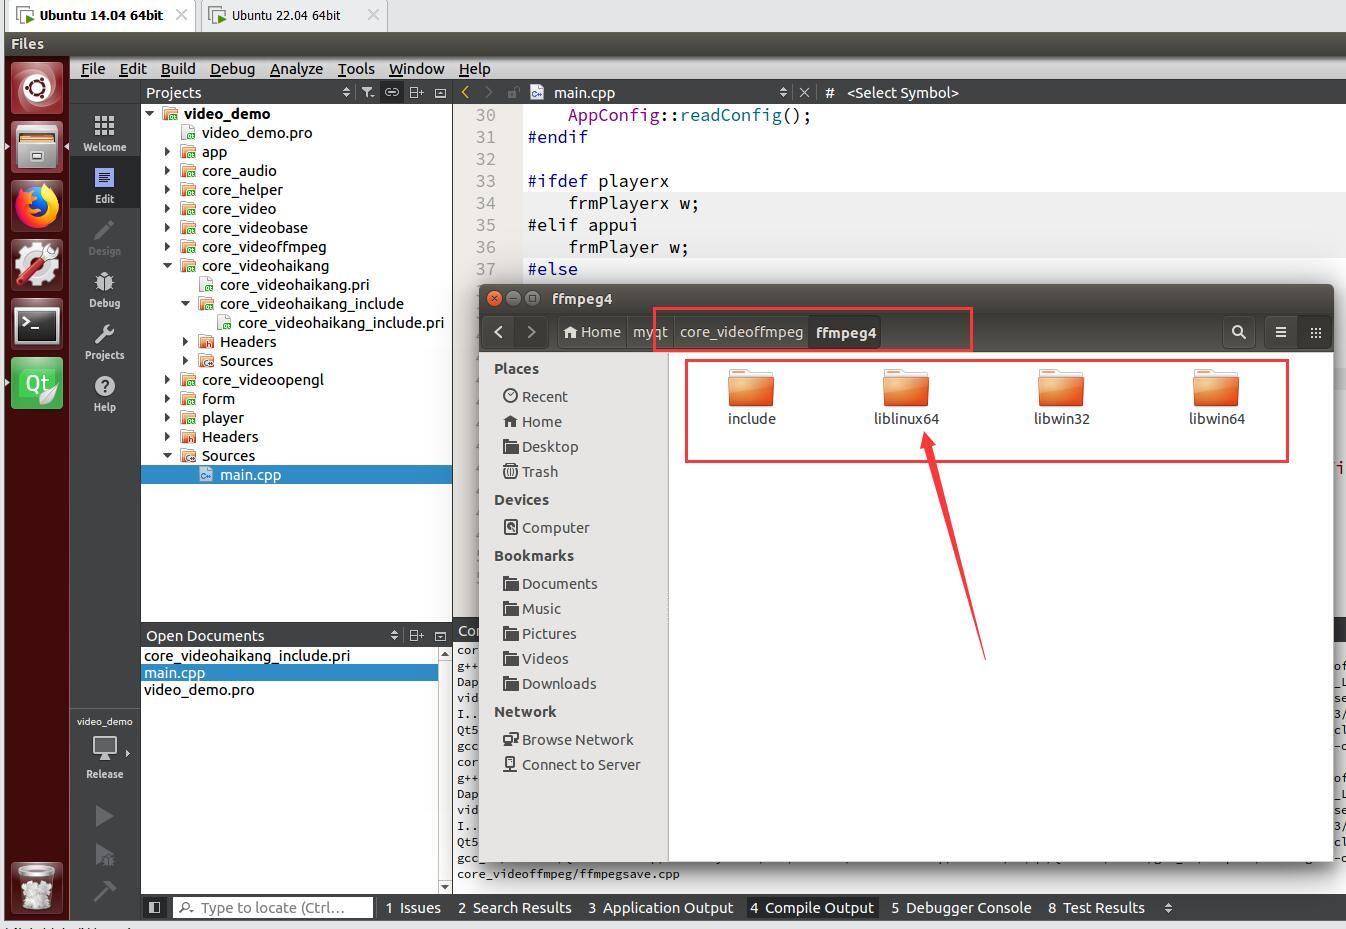 Ubuntu 14.04 64bit
Ubuntu 22.04 64bit
Files
File Edit Build Debug Analyze Tools Window Help
Projects
main.cpp
# <Select Symbol>
Welcome
Edit
Design
Debug
Projects
Help
video_demo
video_demo.pro
app
core_audio
core_helper
core_video
core_videobase
core_videoffmpeg
core_videohaikang
core_videohaikang.pri
core_videohaikang_include
core_videohaikang_include.pri
Headers
Sources
core_videoopengl
form
player
Headers
Sources
main.cpp
30 AppConfig::readConfig();
31 #endif
32
33 #ifdef playerx
34 frmPlayerx w;
35 #elif appui
36 frmPlayer w;
37 #else
ffmpeg4
Home myqt core_videoffmpeg ffmpeg4
Places
Recent
Home
Desktop
Trash
Devices
Computer
Bookmarks
Documents
Music
Pictures
Videos
Downloads
Network
Browse Network
Connect to Server
include
liblinux64
libwin32
libwin64
Open Documents
core_videohaikang_include.pri
main.cpp
video_demo.pro
video_demo
Release
core_videoffmpeg/ffmpegsave.cpp
Type to locate (Ctrl...
1 Issues 2 Search Results 3 Application Output 4 Compile Output 5 Debugger Console 8 Test Results